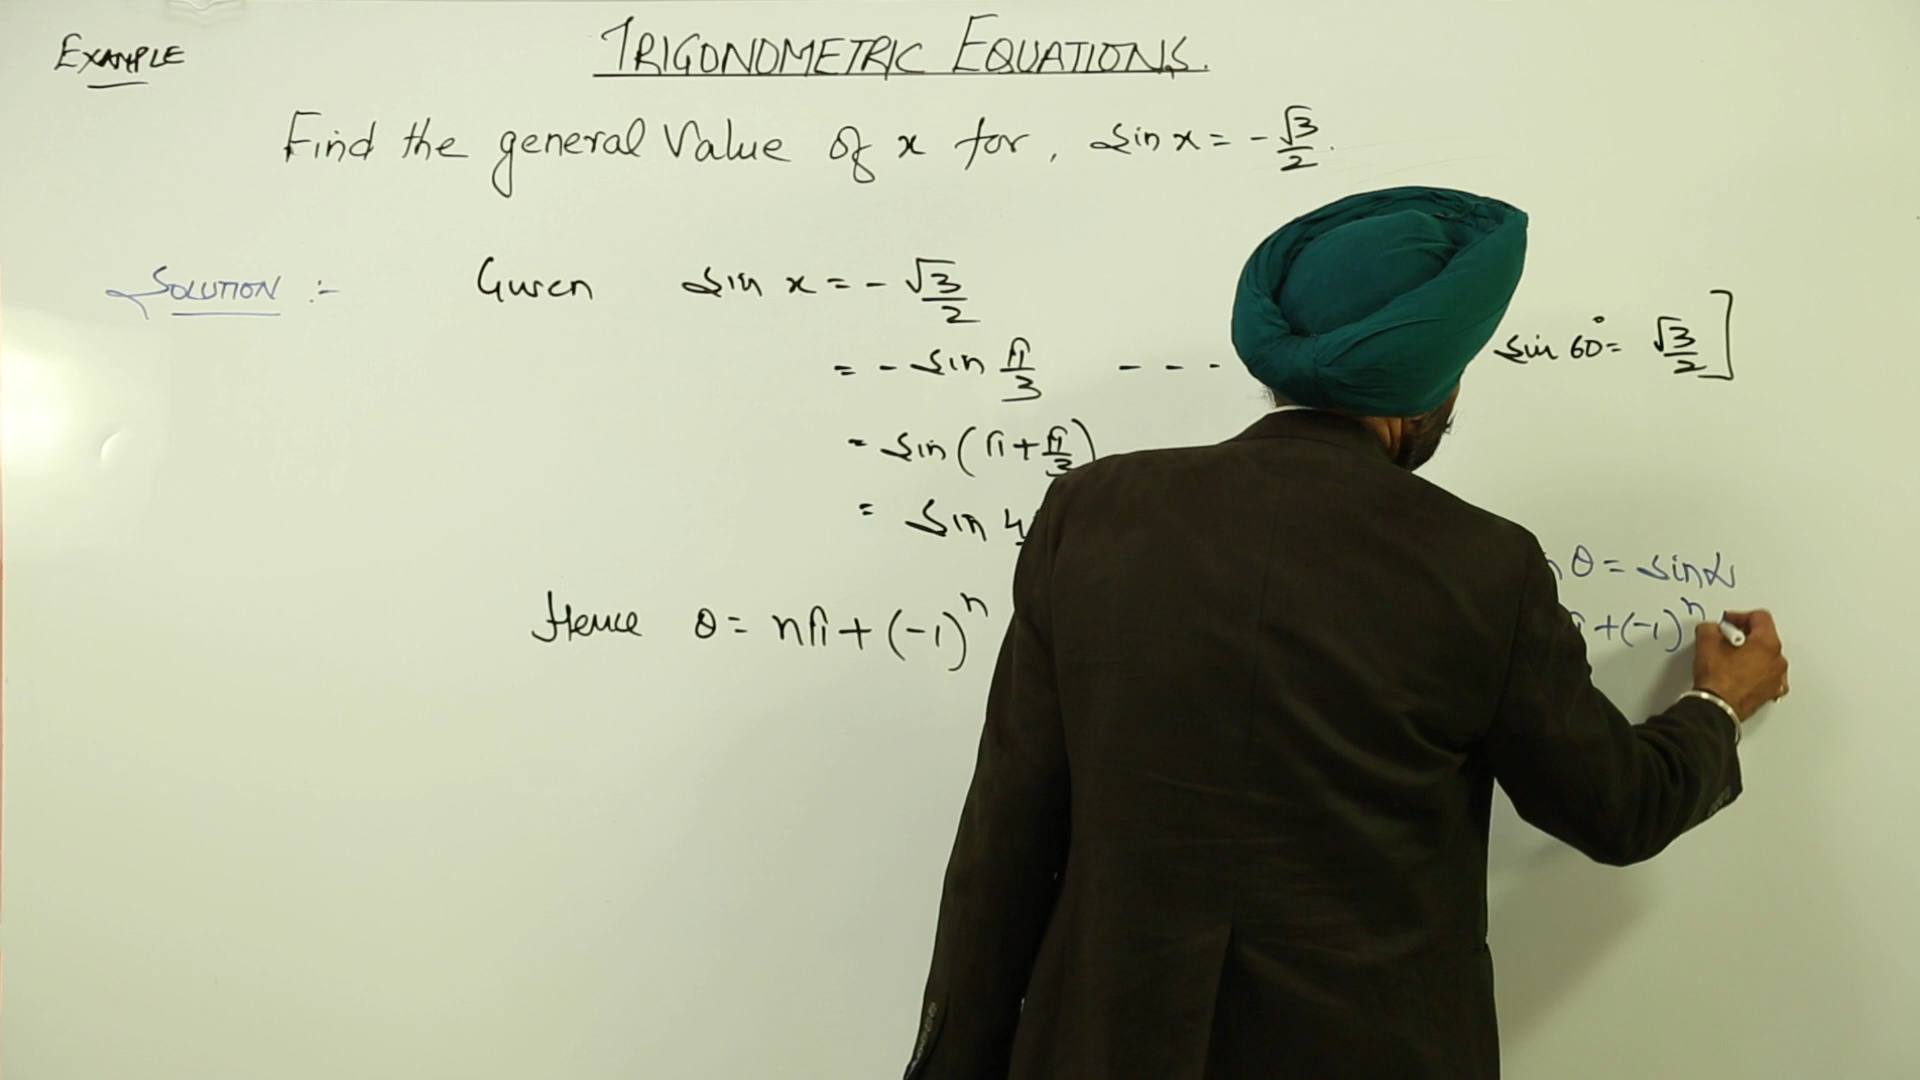 EXAMPLE
TRIGONOMETRIC EQUATIONS.
Find the general Value of x for, sin x = - √3/2.
SOLUTION :- Given sin x = - √3/2
= - sin π/3 - - - sin 60° = √3/2 ]
= sin (π + π/3)
= sin 4
θ = sin α
Hence θ = nπ + (-1)^n
+ (-1)^n